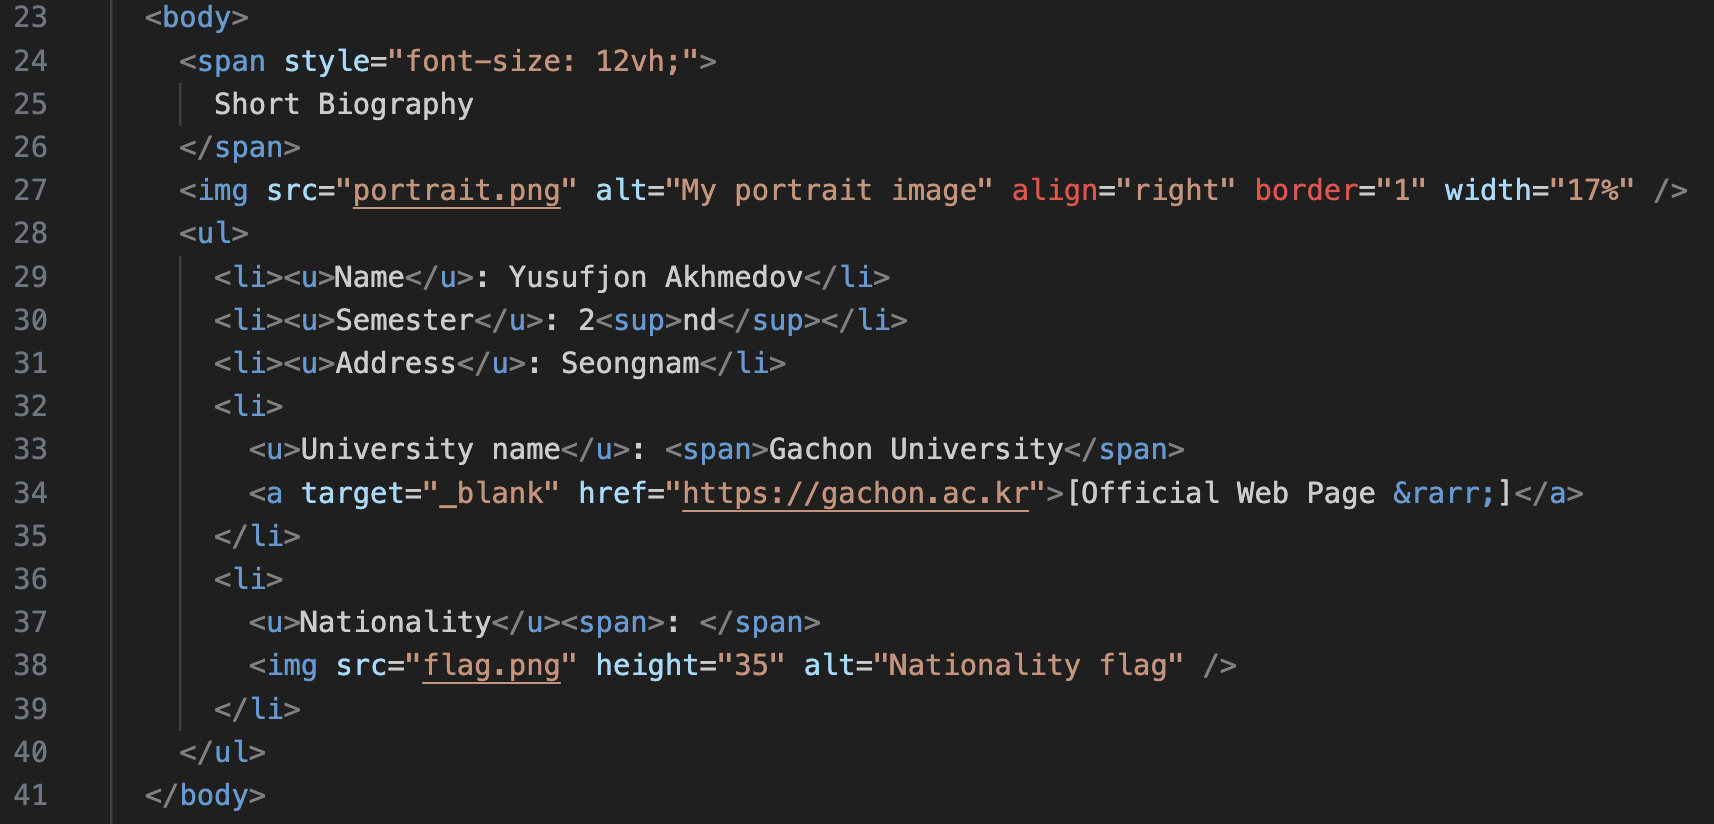 23 <body>
24 <span style="font-size: 12vh;">
25 Short Biography
26 </span>
27 <img src="portrait.png" alt="My portrait image" align="right" border="1" width="17%" />
28 <ul>
29 <li><u>Name</u>: Yusufjon Akhmedov</li>
30 <li><u>Semester</u>: 2<sup>nd</sup></li>
31 <li><u>Address</u>: Seongnam</li>
32 <li>
33 <u>University name</u>: <span>Gachon University</span>
34 <a target="_blank" href="https://gachon.ac.kr">[Official Web Page &rarr;]</a>
35 </li>
36 <li>
37 <u>Nationality</u><span>: </span>
38 <img src="flag.png" height="35" alt="Nationality flag" />
39 </li>
40 </ul>
41 </body>